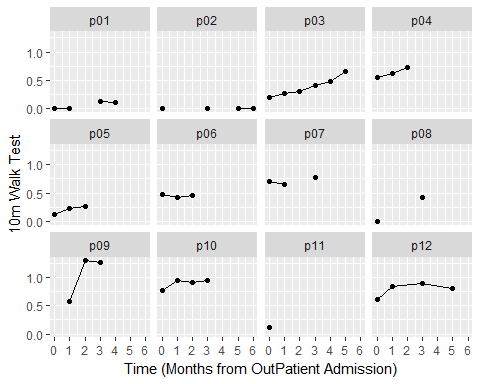 p01 p02 p03 p04
1.0
0.5
0.0
p05 p06 p07 p08
1.0
0.5
0.0
p09 p10 p11 p12
1.0
0.5
0.0
0 1 2 3 4 5 6 0 1 2 3 4 5 6 0 1 2 3 4 5 6 0 1 2 3 4 5 6
Time (Months from OutPatient Admission)
10m Walk Test